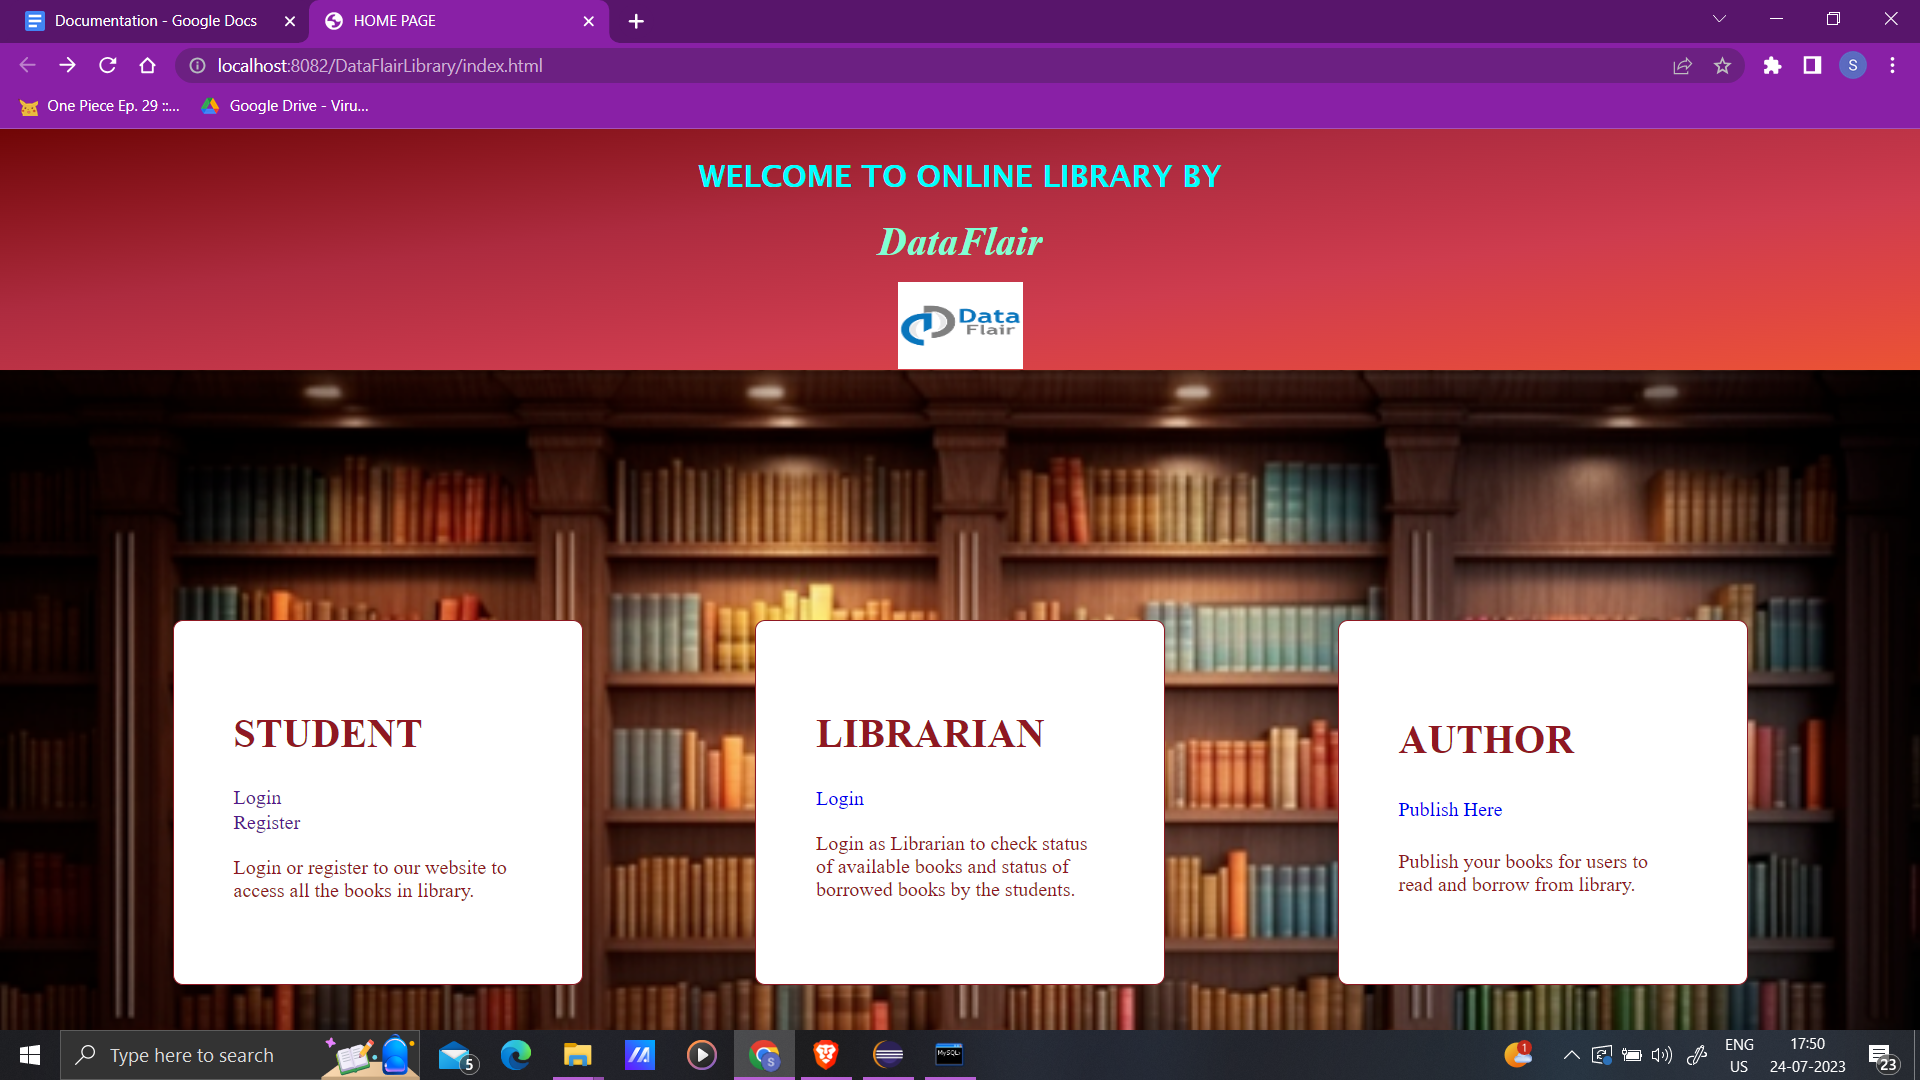 Documentation - Google Docs
HOME PAGE
localhost:8082/DataFlairLibrary/index.html
S
One Piece Ep. 29 ::...
Google Drive - Viru...
WELCOME TO ONLINE LIBRARY BY
DataFlair
Data
Flair
STUDENT
Login
Register
Login or register to our website to
access all the books in library.
LIBRARIAN
Login
Login as Librarian to check status
of available books and status of
borrowed books by the students.
AUTHOR
Publish Here
Publish your books for users to
read and borrow from library.
Type here to search
5
S
MySQL
1
ENG
US
17:50
24-07-2023
23